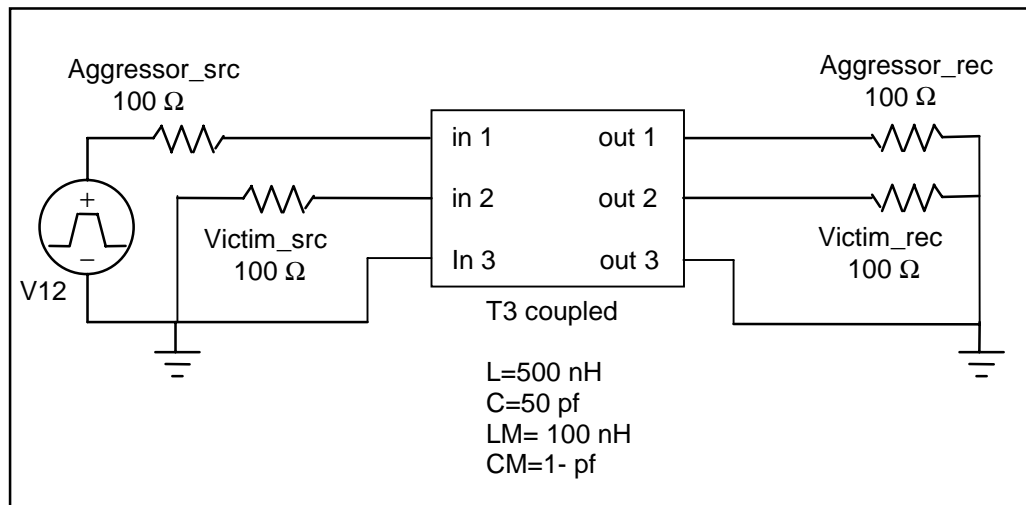 Aggressor_src
100 Ω
Aggressor_rec
100 Ω
in 1
out 1
in 2
out 2
Victim_src
100 Ω
Victim_rec
100 Ω
In 3
out 3
+
−
V12
T3 coupled
L=500 nH
C=50 pf
LM= 100 nH
CM=1- pf